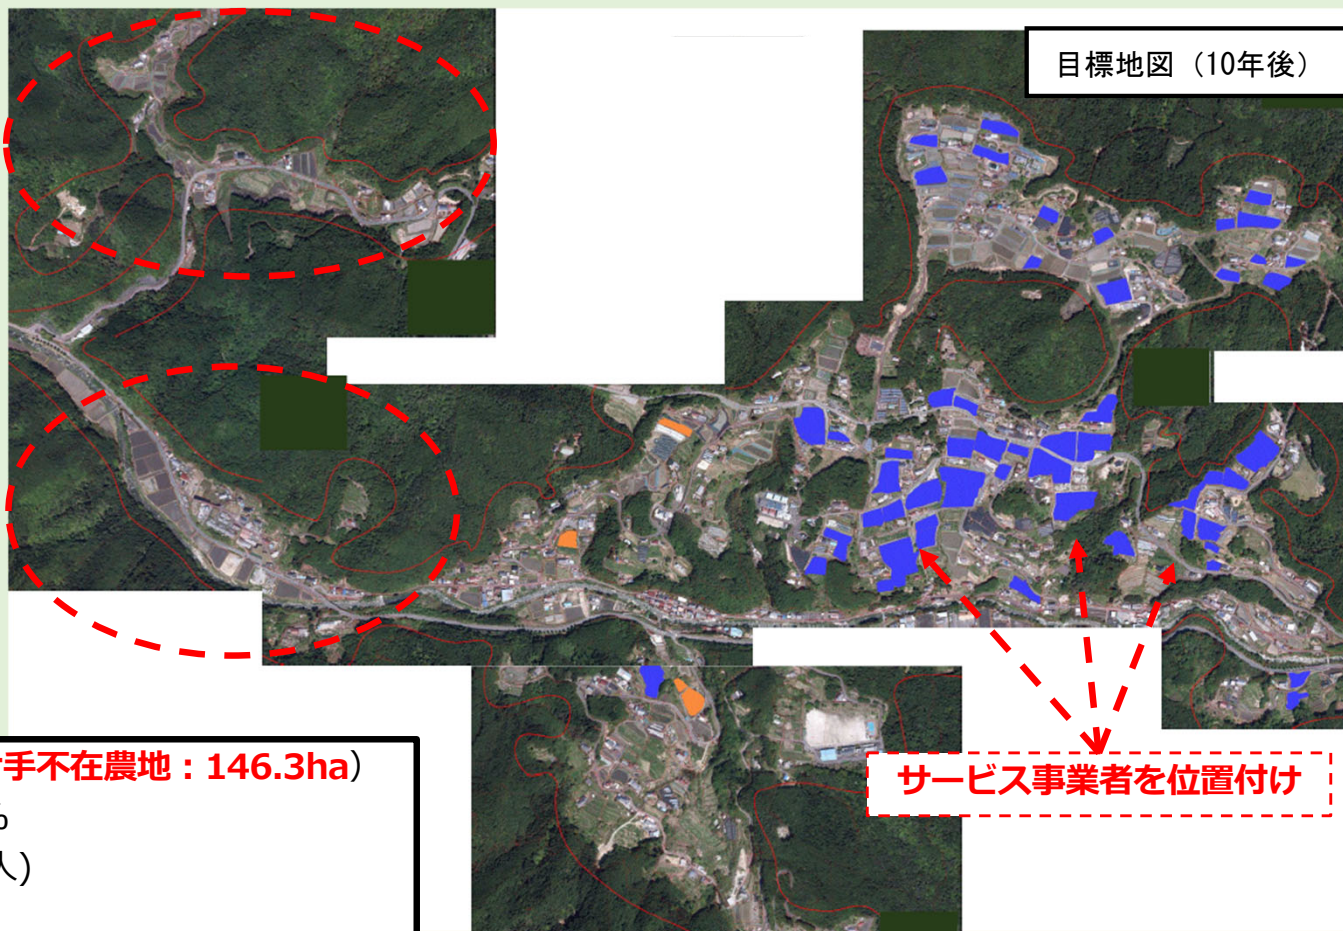 目標地図（10年後）
サービス事業者を位置付け
手不在農地：146.3ha）
%
人)